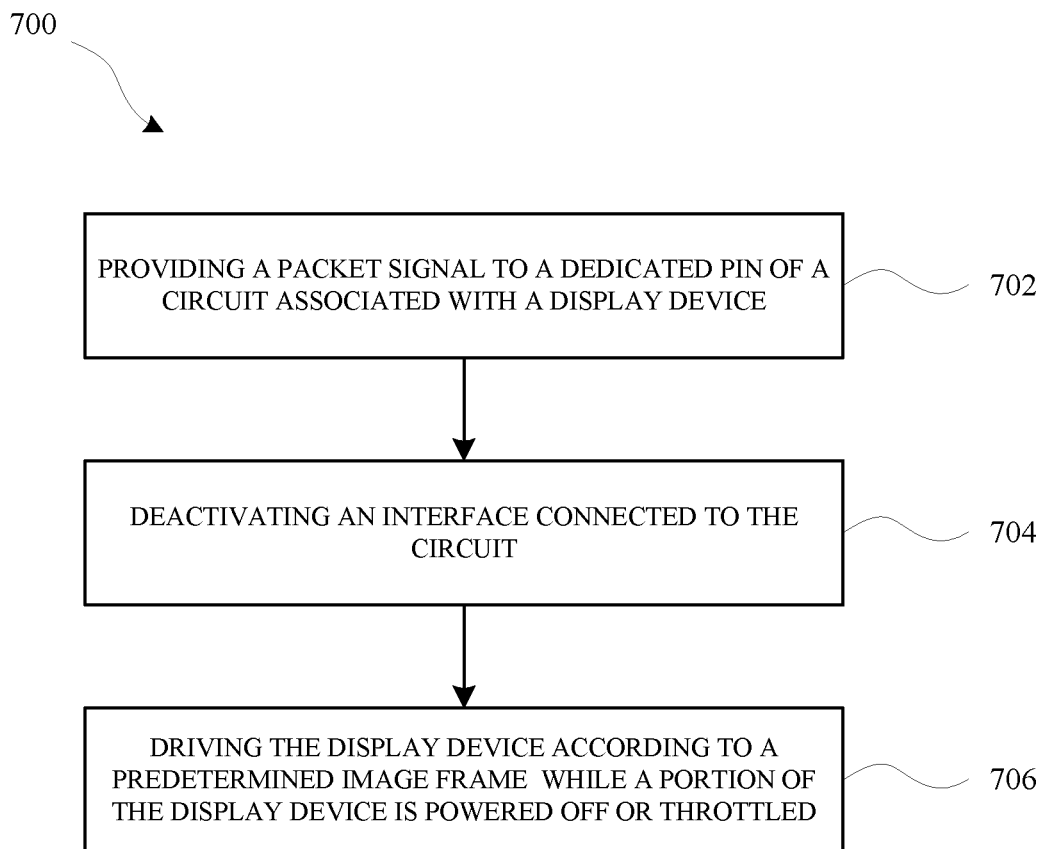 700
PROVIDING A PACKET SIGNAL TO A DEDICATED PIN OF A
CIRCUIT ASSOCIATED WITH A DISPLAY DEVICE
702
DEACTIVATING AN INTERFACE CONNECTED TO THE
CIRCUIT
704
DRIVING THE DISPLAY DEVICE ACCORDING TO A
PREDETERMINED IMAGE FRAME WHILE A PORTION OF
THE DISPLAY DEVICE IS POWERED OFF OR THROTTLED
706